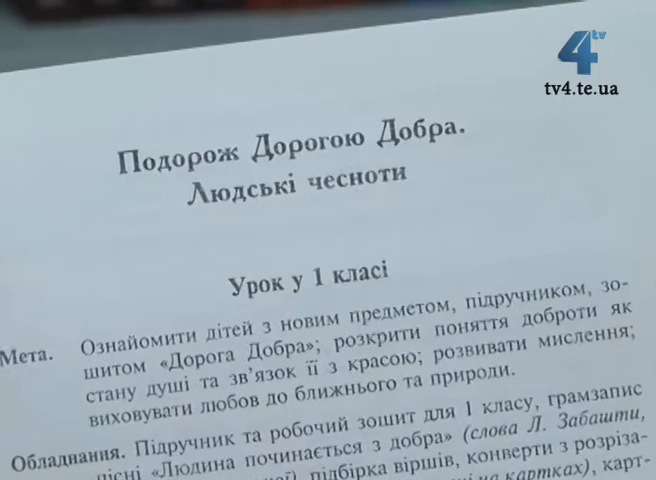 4 tv
tv4.te.ua
Подорож Дорогою Добра.
Людські чесноти
Урок у 1 класі
Мета. Ознайомити дітей з новим предметом, підручником, зо-
шитом «Дорога Добра»; розкрити поняття доброти як
стану душі та зв’язок її з красою; розвивати мислення;
виховувати любов до ближнього та природи.
Обладнання. Підручник та робочий зошит для 1 класу, грамзапис
пісні «Людина починається з добра» (слова Л. Забашти,
підбірка віршів, конверти з розріза-
на картках), карт-